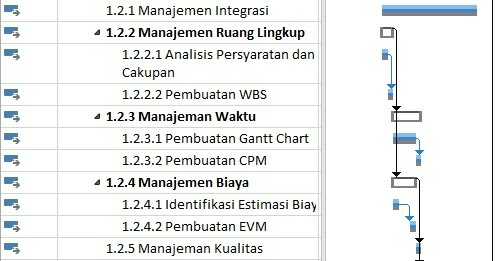 1.2.1 Manajemen Integrasi
1.2.2 Manajemen Ruang Lingkup
1.2.2.1 Analisis Persyaratan dan
Cakupan
1.2.2.2 Pembuatan WBS
1.2.3 Manajeman Waktu
1.2.3.1 Pembuatan Gantt Chart
1.2.3.2 Pembuatan CPM
1.2.4 Manajeman Biaya
1.2.4.1 Identifikasi Estimasi Biay
1.2.4.2 Pembuatan EVM
1.2.5 Manajeman Kualitas